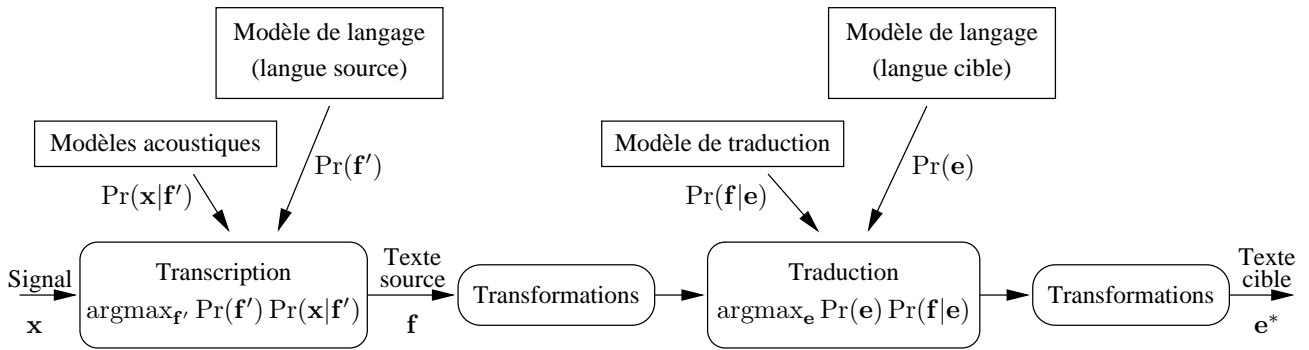 Modèle de langage
(langue source)
Modèle de langage
(langue cible)
Modèles acoustiques
Modèle de traduction
Pr(f′)
Pr(e)
Pr(x|f′)
Pr(f|e)
Signal
x
Transcription
argmax_f′ Pr(f′) Pr(x|f′)
Texte
source
f
Transformations
Traduction
argmax_e Pr(e) Pr(f|e)
Transformations
Texte
cible
e*